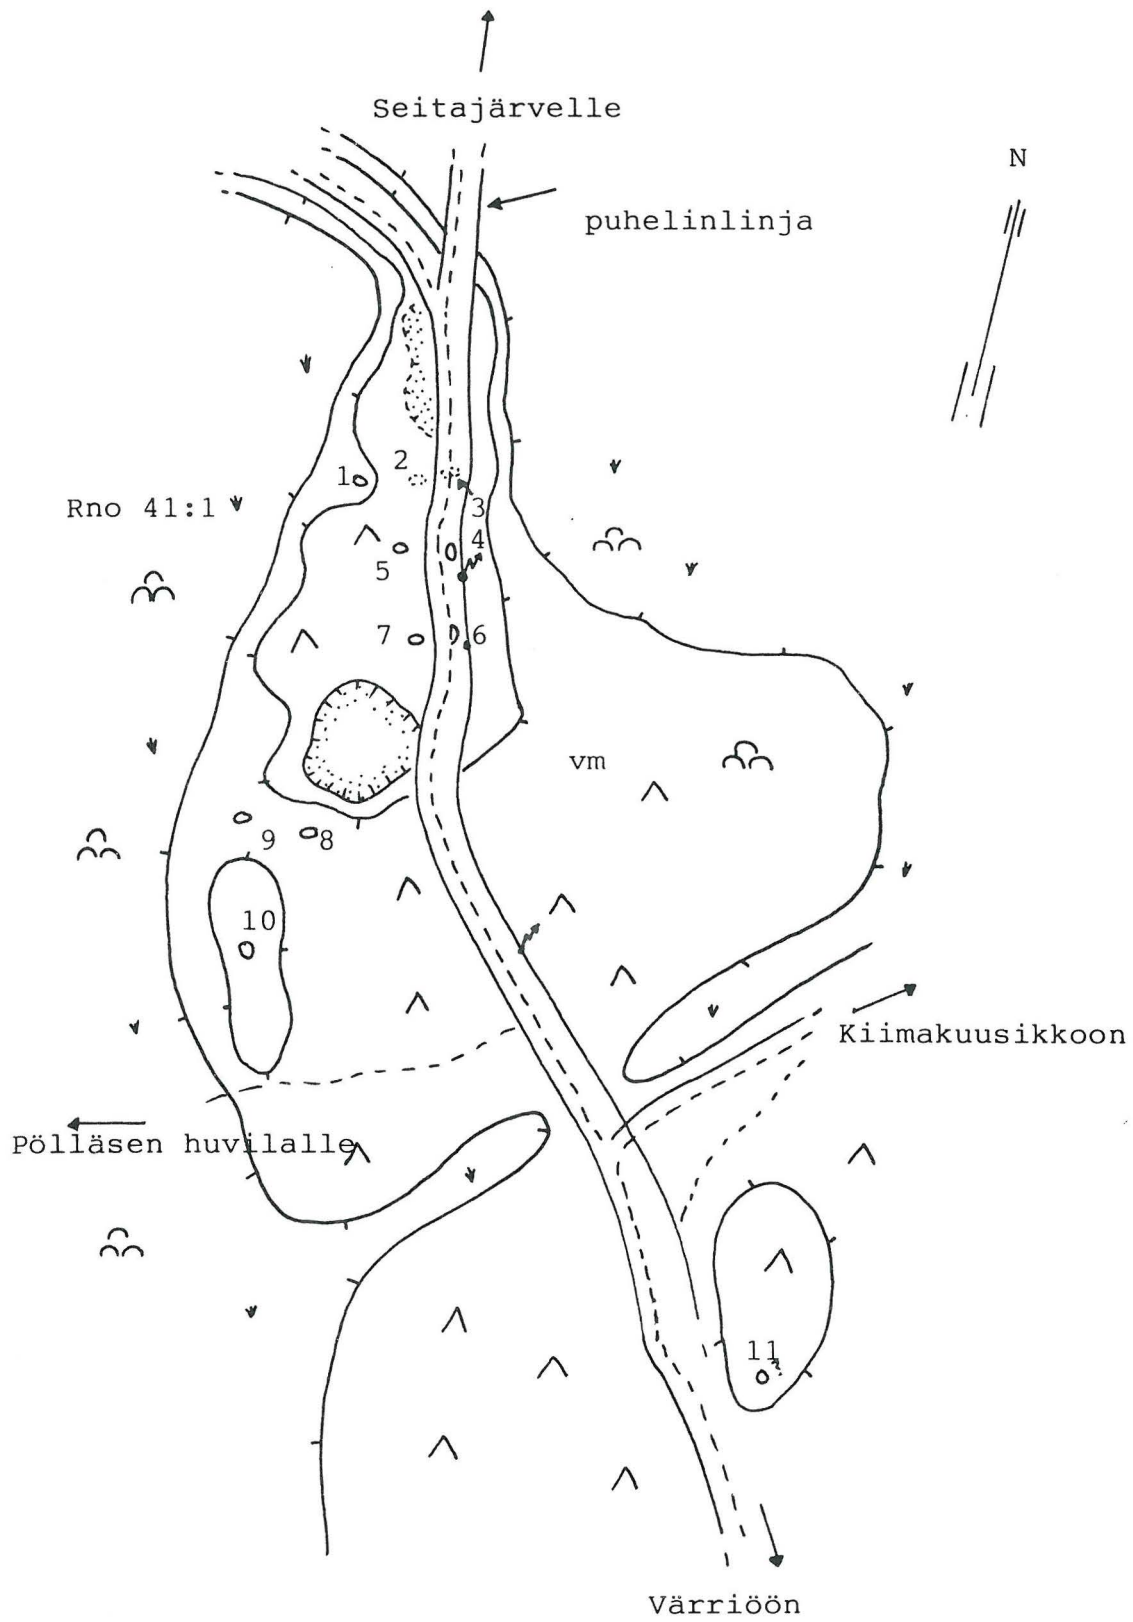 Seitajärvelle
N
puhelinlinja
1
2
Rno 41:1
3
4
5
7
6
vm
9
8
10
Kiimakuusikkoon
Pölläsen huvilalle
11?
Värriöön